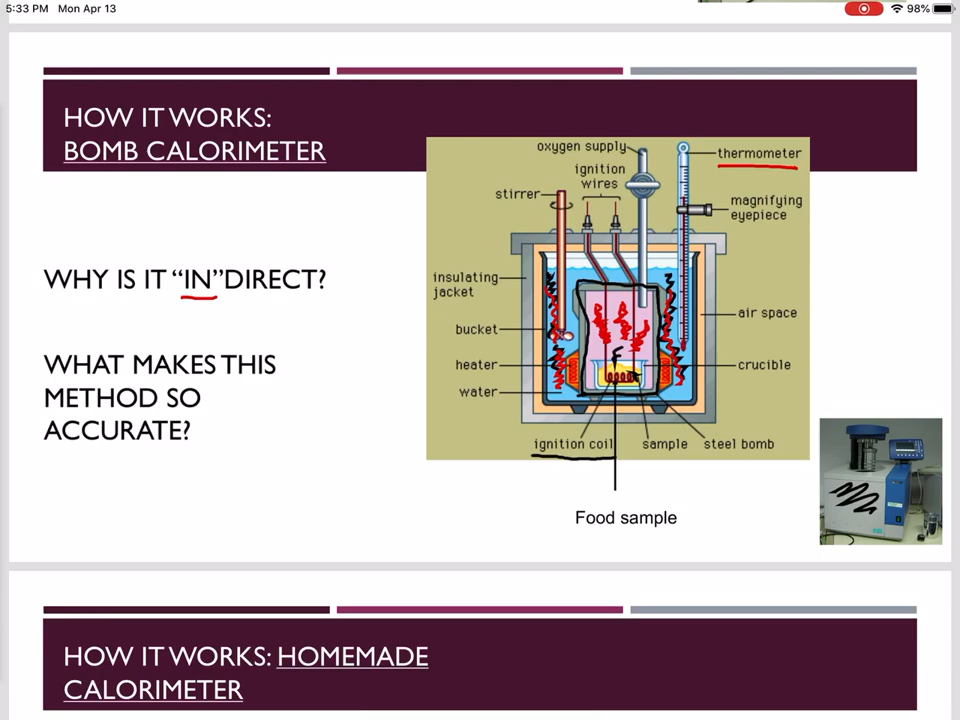 5:33 PM Mon Apr 13
98%
HOW IT WORKS:
BOMB CALORIMETER
WHY IS IT “IN”DIRECT?
WHAT MAKES THIS
METHOD SO
ACCURATE?
oxygen supply
thermometer
ignition
wires
stirrer
magnifying
eyepiece
insulating
jacket
air space
bucket
heater
crucible
water
ignition coil
sample
steel bomb
Food sample
HOW IT WORKS: HOMEMADE
CALORIMETER